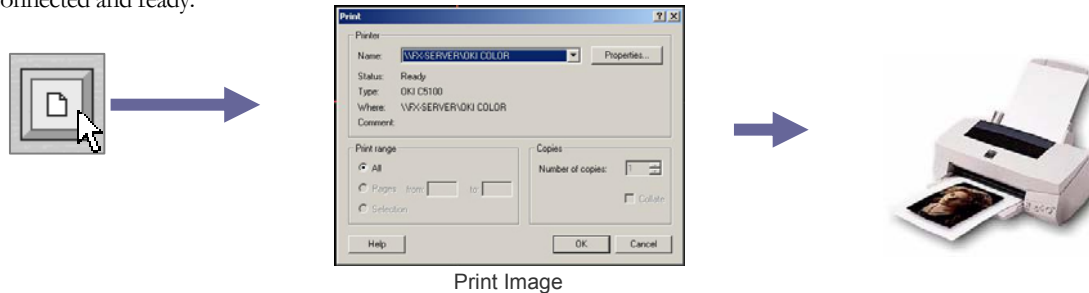 onnected and ready.
Print
Printer
Name: \\FX-SERVER\OKI COLOR Properties...
Status: Ready
Type: OKI C5100
Where: \\FX-SERVER\OKI COLOR
Comment:
Print range
All
Pages from: to:
Selection
Copies
Number of copies: 1
Collate
Help OK Cancel
Print Image